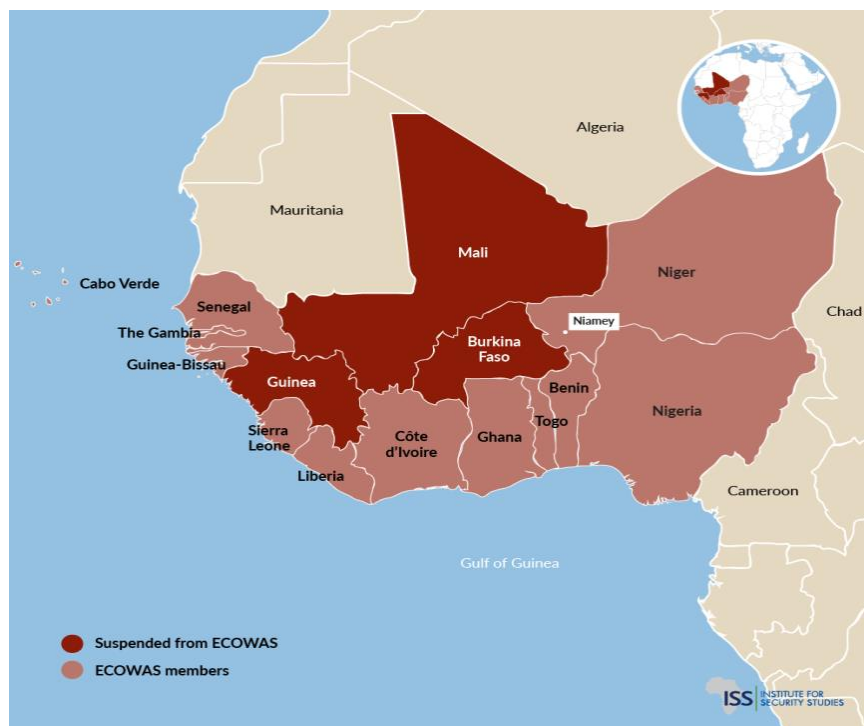 Algeria
Mauritania
Mali
Niger
Cabo Verde
Senegal
Chad
Niamey
The Gambia
Burkina
Faso
Guinea-Bissau
Guinea
Benin
Nigeria
Togo
Sierra
Leone
Côte
d'Ivoire
Ghana
Liberia
Cameroon
Gulf of Guinea
Suspended from ECOWAS
ECOWAS members
ISS
INSTITUTE FOR
SECURITY STUDIES